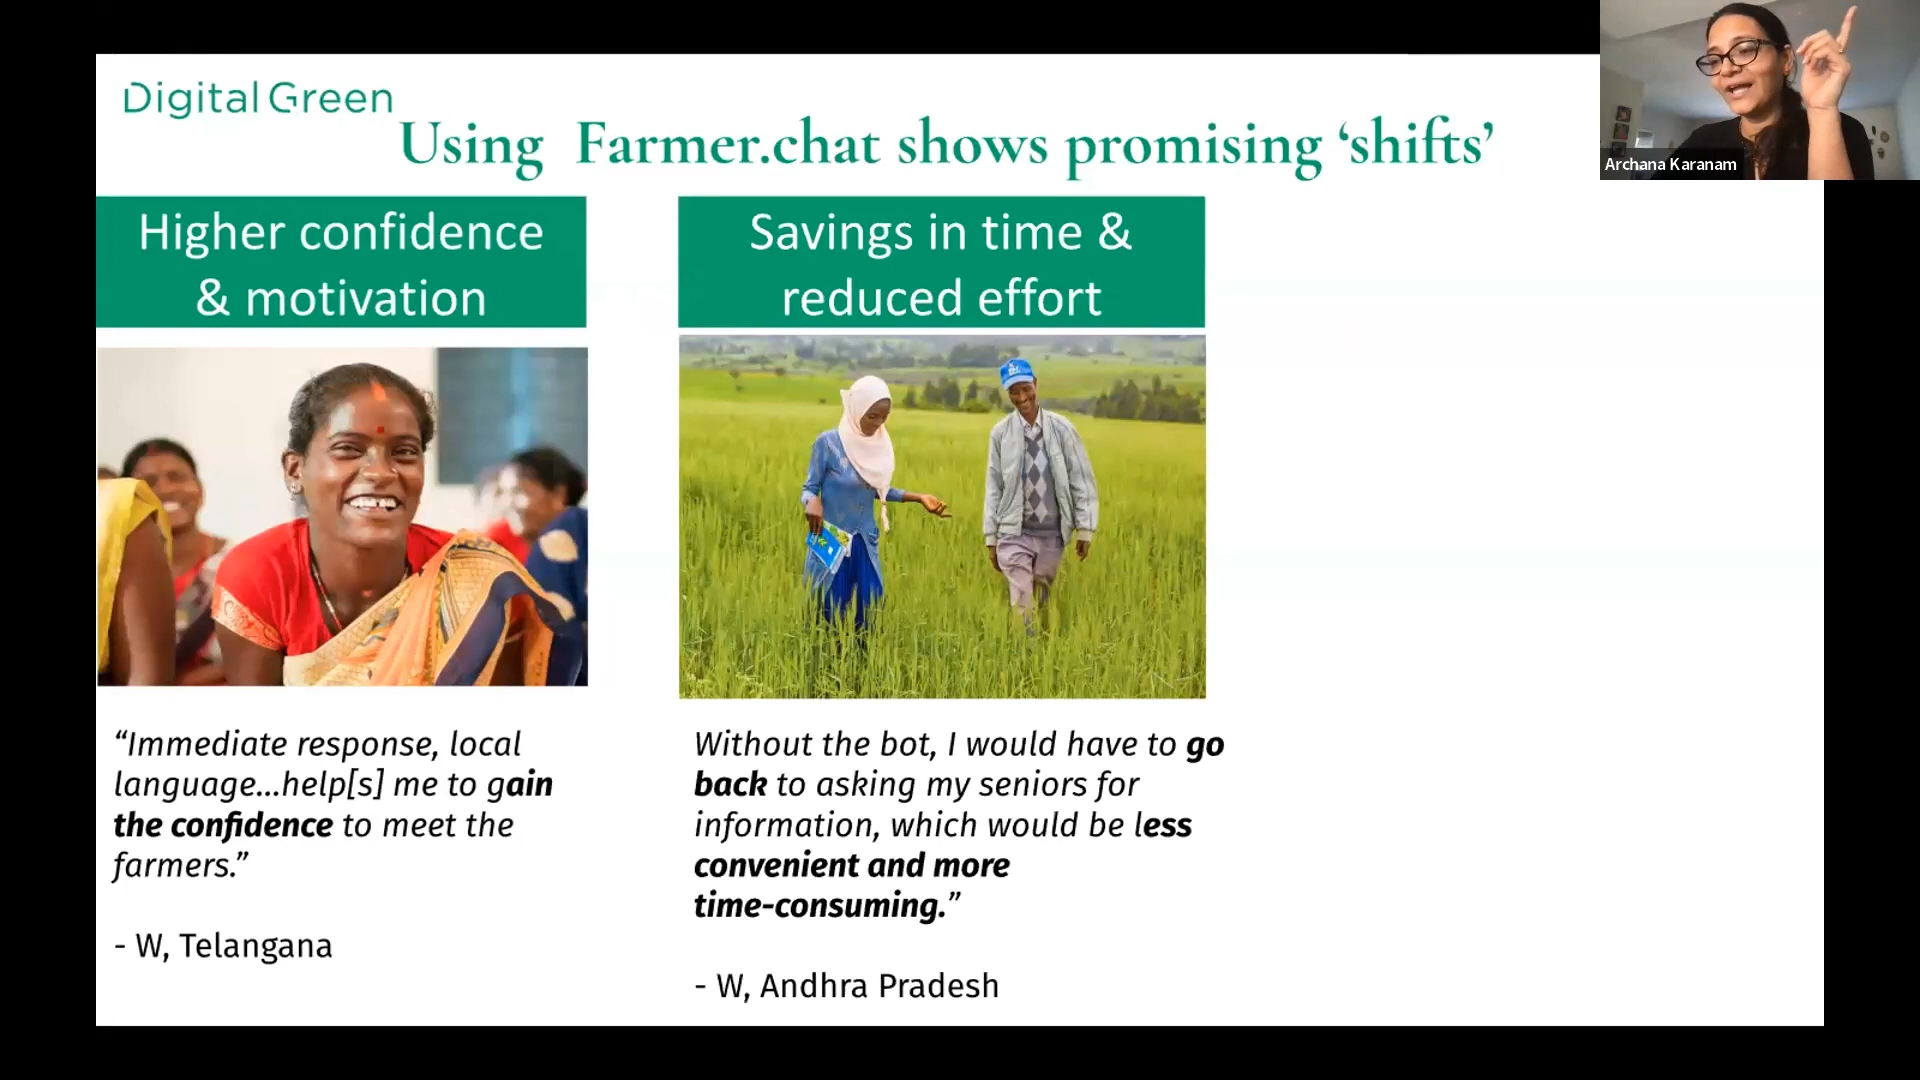 Digital Green
Using Farmer.chat shows promising ‘shifts’
Archana Karanam
Higher confidence
& motivation
Savings in time &
reduced effort
“Immediate response, local
language...help[s] me to gain
the confidence to meet the
farmers.”
- W, Telangana
Without the bot, I would have to go
back to asking my seniors for
information, which would be less
convenient and more
time-consuming.”
- W, Andhra Pradesh